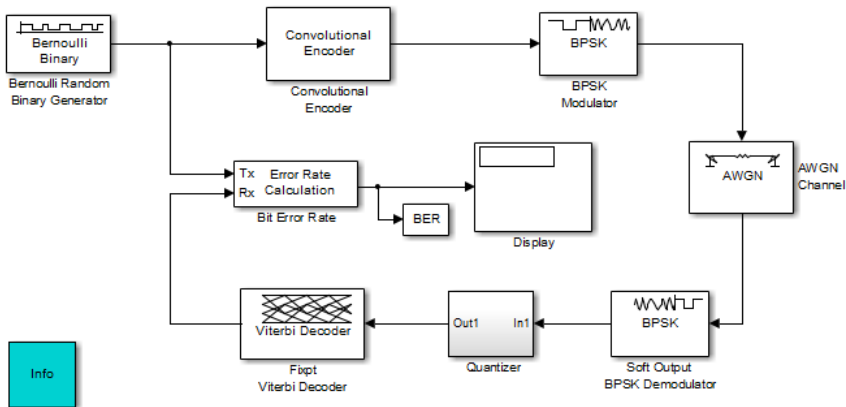 Bernoulli
Binary
Bernoulli Random
Binary Generator
Convolutional
Encoder
Convolutional
Encoder
BPSK
BPSK
Modulator
Tx
Rx
Error Rate
Calculation
Bit Error Rate
BER
Display
AWGN
AWGN
Channel
Viterbi Decoder
Fixpt
Viterbi Decoder
Out1
In1
Quantizer
BPSK
Soft Output
BPSK Demodulator
Info